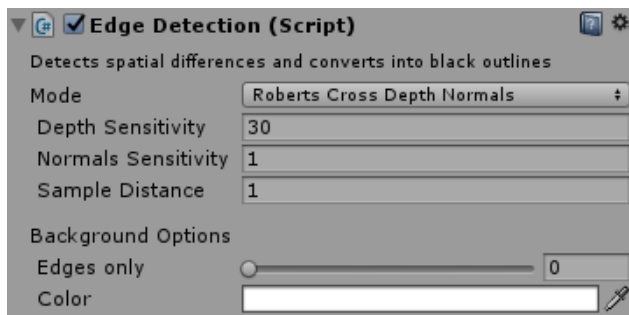 Edge Detection (Script)
Detects spatial differences and converts into black outlines
Mode Roberts Cross Depth Normals
Depth Sensitivity 30
Normals Sensitivity 1
Sample Distance 1
Background Options
Edges only 0
Color